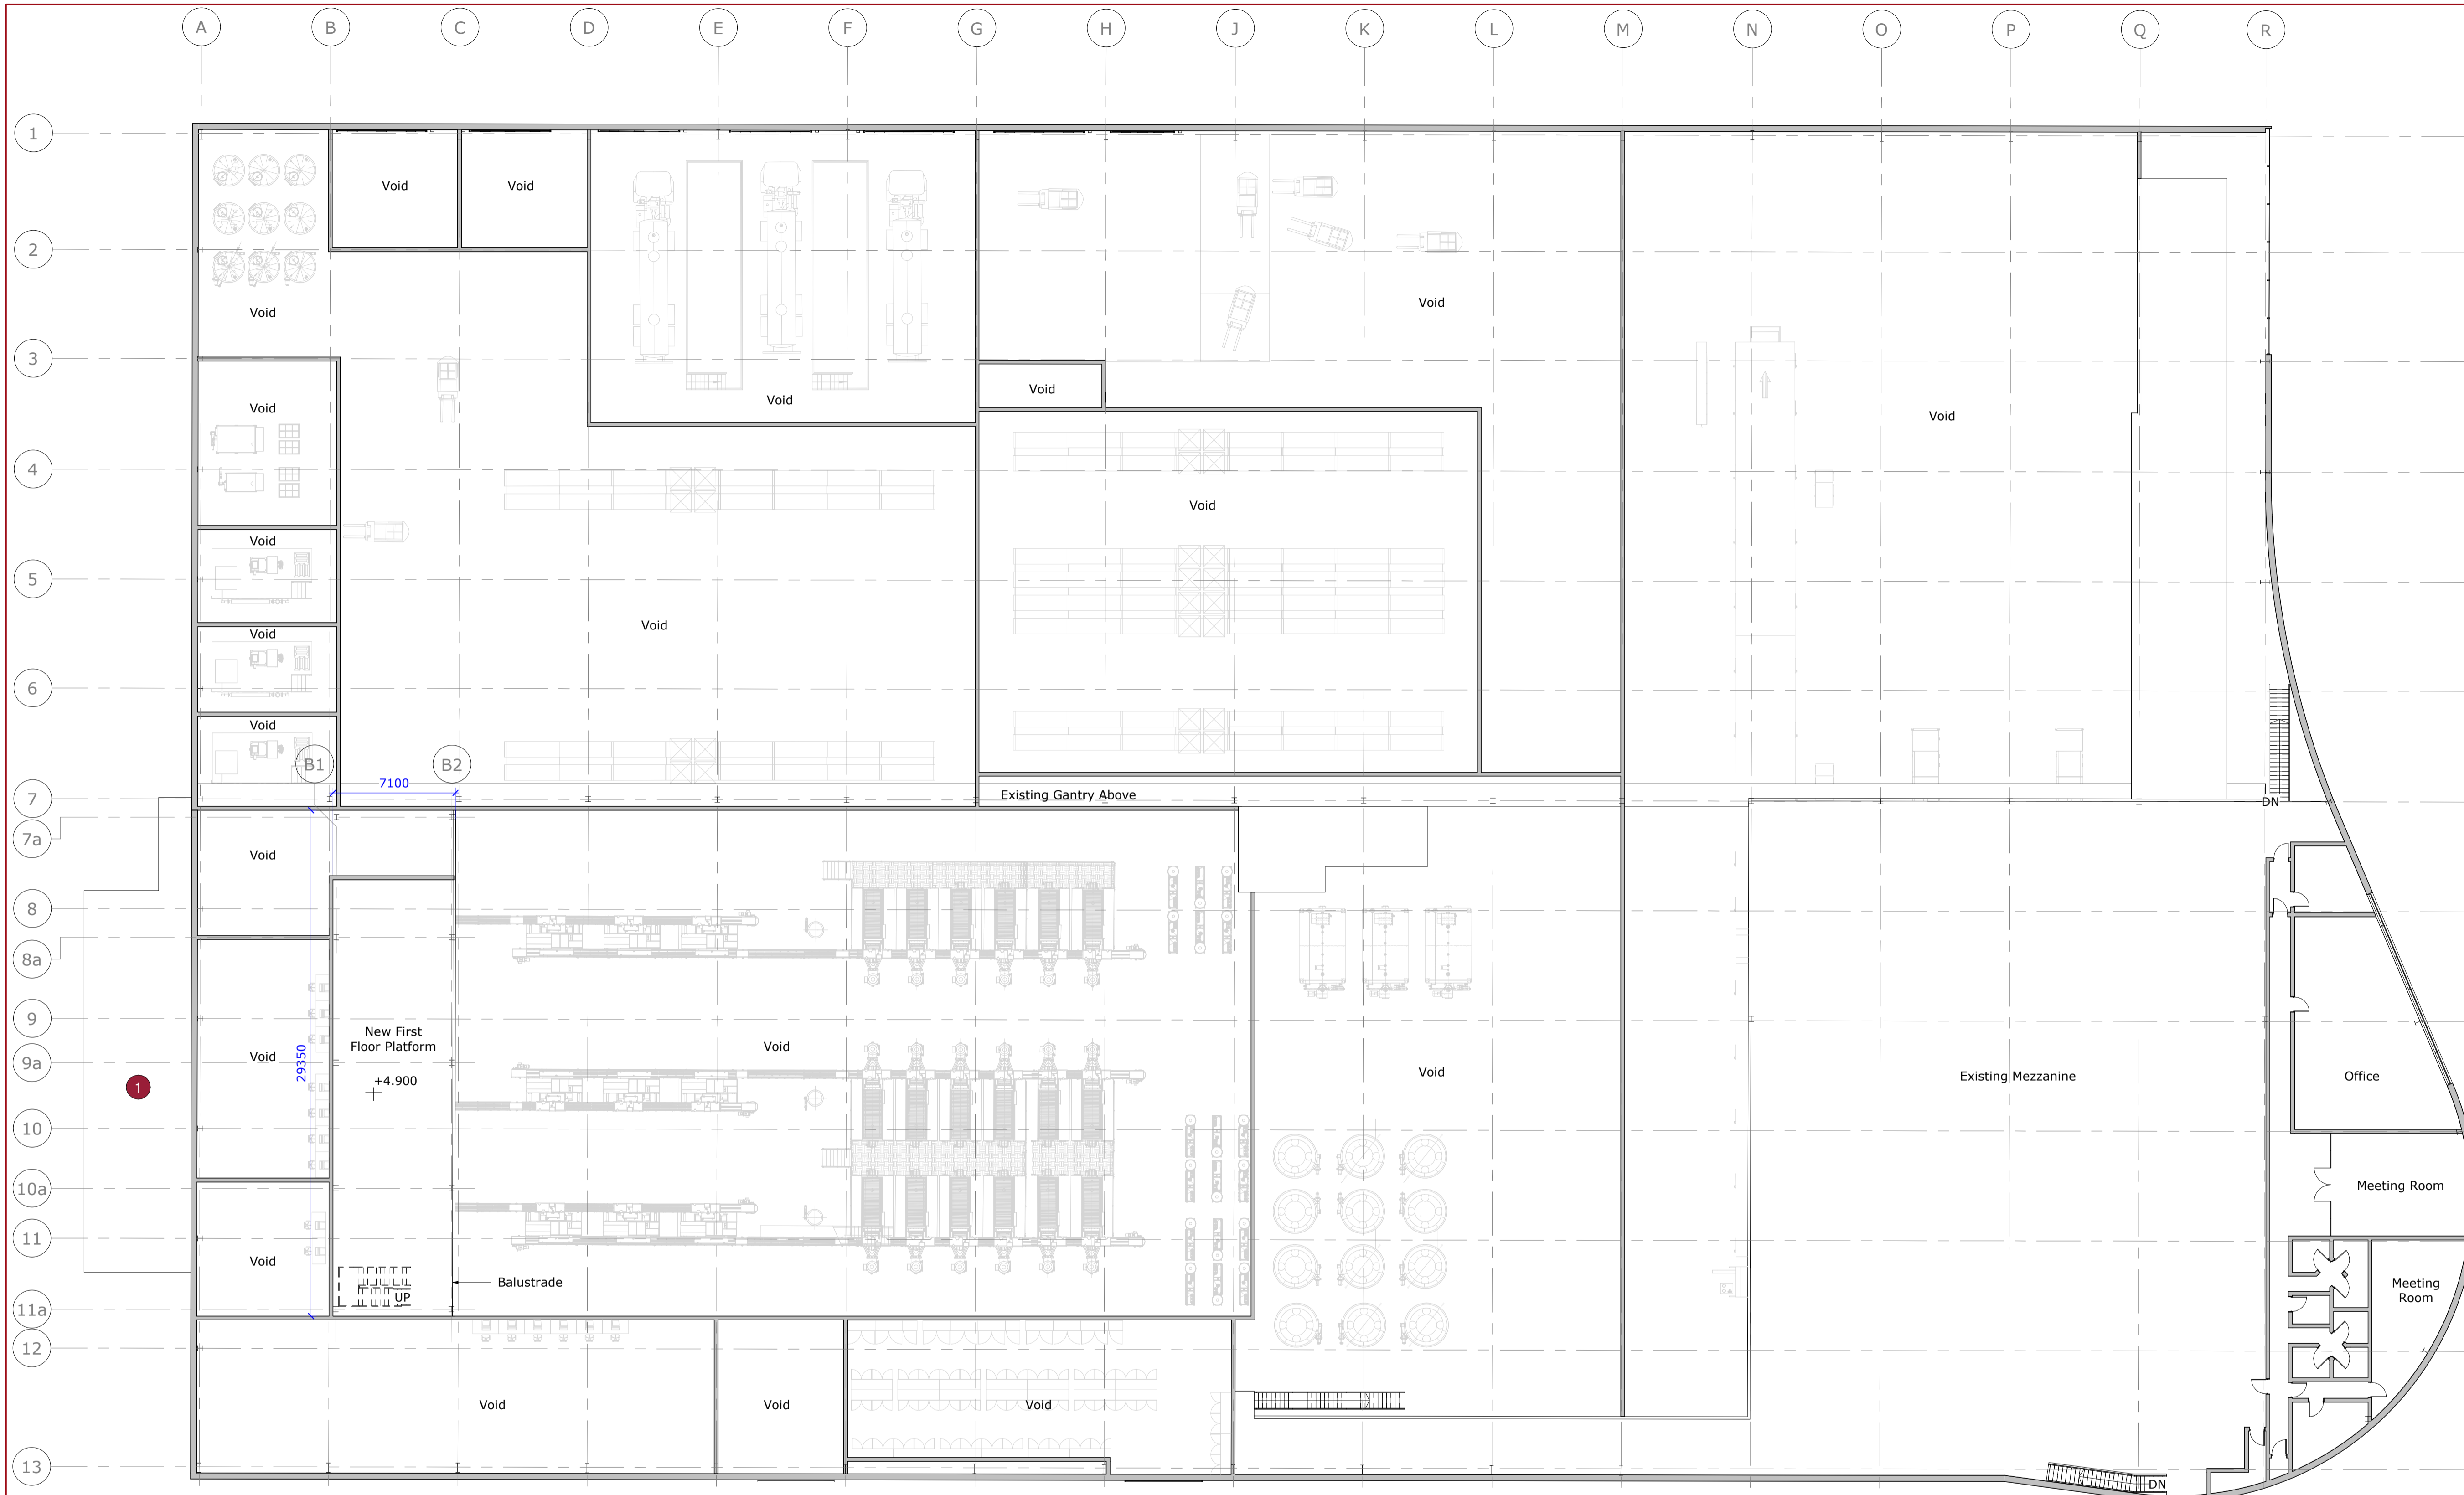 A B C D E F G H J K L M N O P Q R
1
Void Void
2
Void
Void
3
Void
Void
Void
Void
Void
4
Void
Void
5
Void
Void
6
Void
B1 B2
7100
7
Existing Gantry Above
DN
7a
Void
8
8a
9
New First
Floor Platform
Void
Void
29350
9a
+4.900
Void
Existing Mezzanine
Office
1
10
10a
Meeting Room
11
Void
Balustrade
UP
Meeting
Room
11a
12
Void
Void
Void
13
DN